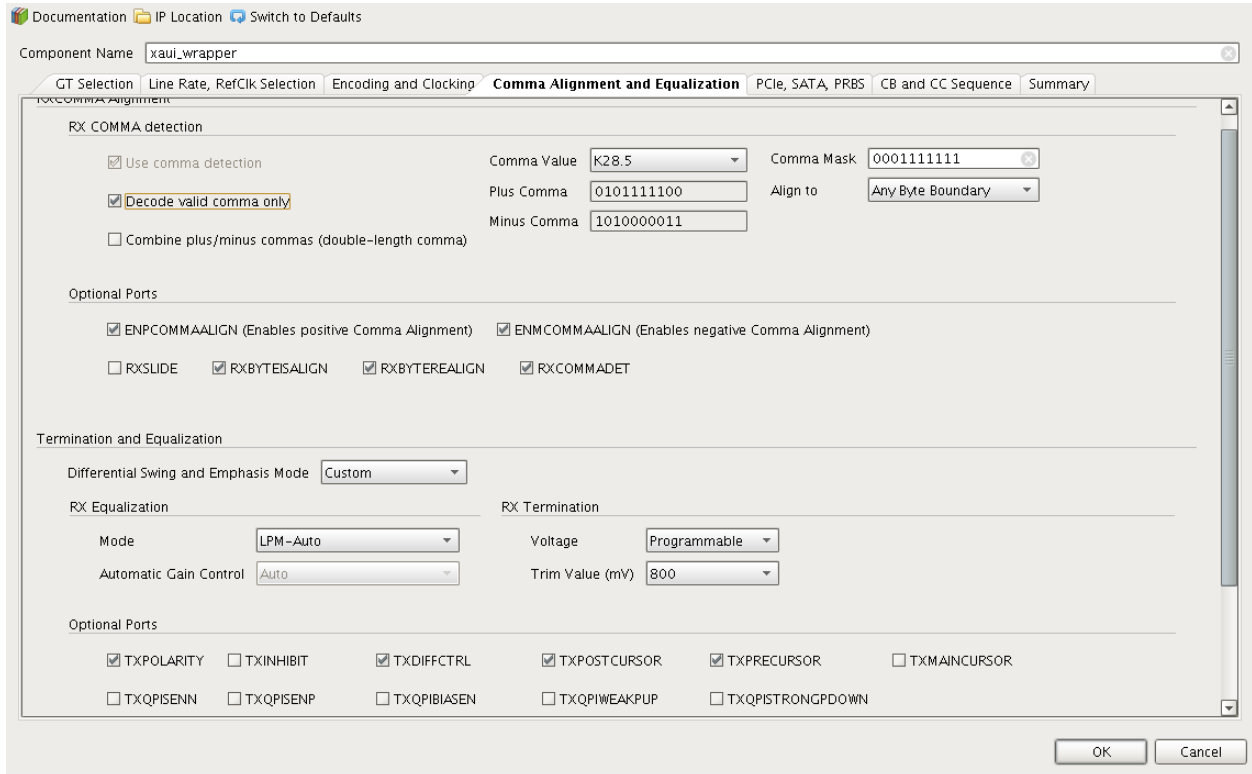 Documentation IP Location Switch to Defaults
Component Name xaui_wrapper
GT Selection Line Rate, RefClk Selection Encoding and Clocking Comma Alignment and Equalization PCIe, SATA, PRBS CB and CC Sequence Summary
RXCOMMA Alignment
RX COMMA detection
Use comma detection Comma Value K28.5 Comma Mask 0001111111
Decode valid comma only Plus Comma 0101111100 Align to Any Byte Boundary
Minus Comma 1010000011
Combine plus/minus commas (double-length comma)
Optional Ports
ENPCOMMAALIGN (Enables positive Comma Alignment) ENMCOMMAALIGN (Enables negative Comma Alignment)
RXSLIDE RXBYTEISALIGN RXBYTEREALIGN RXCOMMADET
Termination and Equalization
Differential Swing and Emphasis Mode Custom
RX Equalization RX Termination
Mode LPM-Auto Voltage Programmable
Automatic Gain Control Auto Trim Value (mV) 800
Optional Ports
TXPOLARITY TXINHIBIT TXDIFFCTRL TXPOSTCURSOR TXPRECURSOR TXMAINCURSOR
TXQPISENN TXQPISENP TXQPIBIASEN TXQPIWEAKPUP TXQPISTRONGPDOWN
OK Cancel